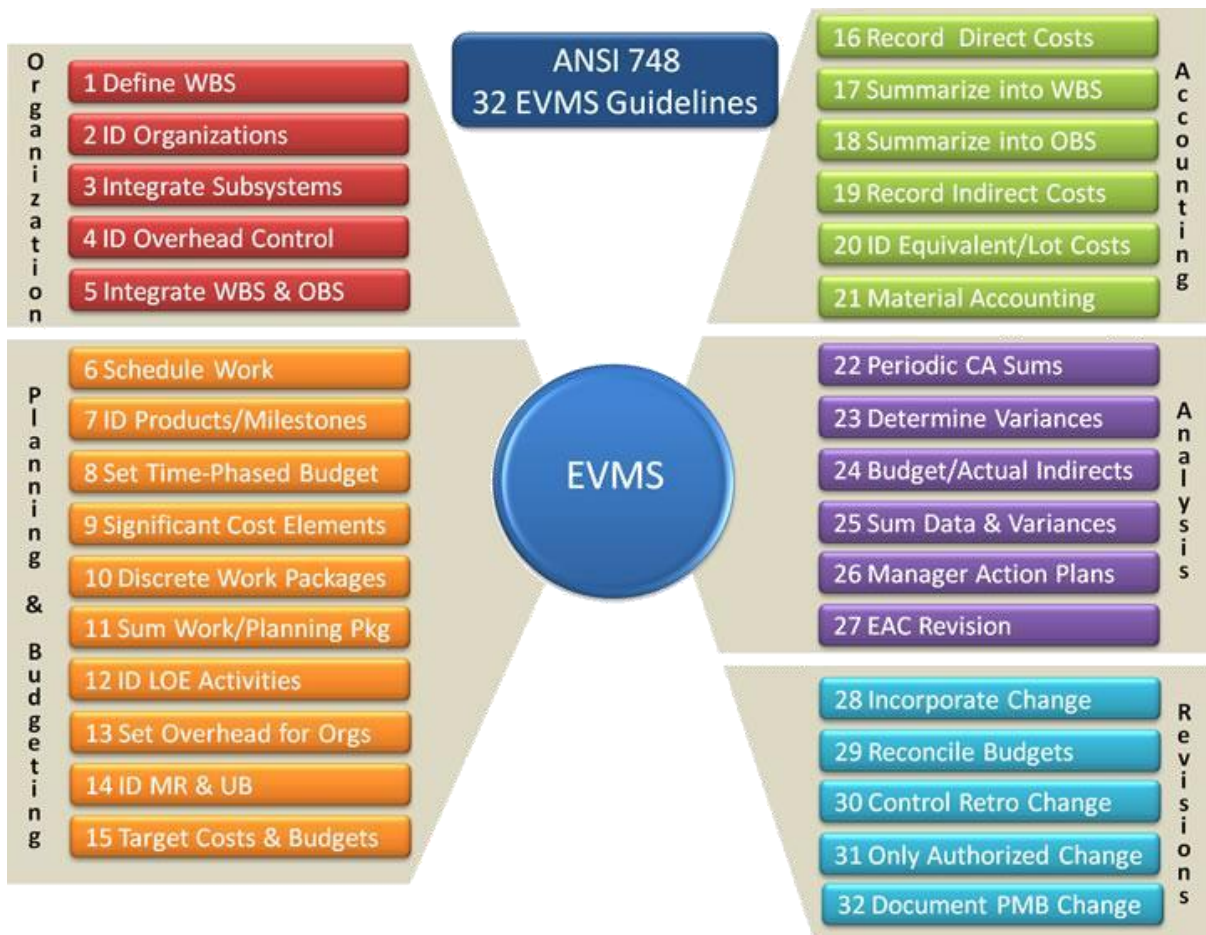 ANSI 748
32 EVMS Guidelines
Organization
1 Define WBS
2 ID Organizations
3 Integrate Subsystems
4 ID Overhead Control
5 Integrate WBS & OBS
Planning & Budgeting
6 Schedule Work
7 ID Products/Milestones
8 Set Time-Phased Budget
9 Significant Cost Elements
10 Discrete Work Packages
11 Sum Work/Planning Pkg
12 ID LOE Activities
13 Set Overhead for Orgs
14 ID MR & UB
15 Target Costs & Budgets
EVMS
Accounting
16 Record Direct Costs
17 Summarize into WBS
18 Summarize into OBS
19 Record Indirect Costs
20 ID Equivalent/Lot Costs
21 Material Accounting
Analysis
22 Periodic CA Sums
23 Determine Variances
24 Budget/Actual Indirects
25 Sum Data & Variances
26 Manager Action Plans
27 EAC Revision
Revisions
28 Incorporate Change
29 Reconcile Budgets
30 Control Retro Change
31 Only Authorized Change
32 Document PMB Change